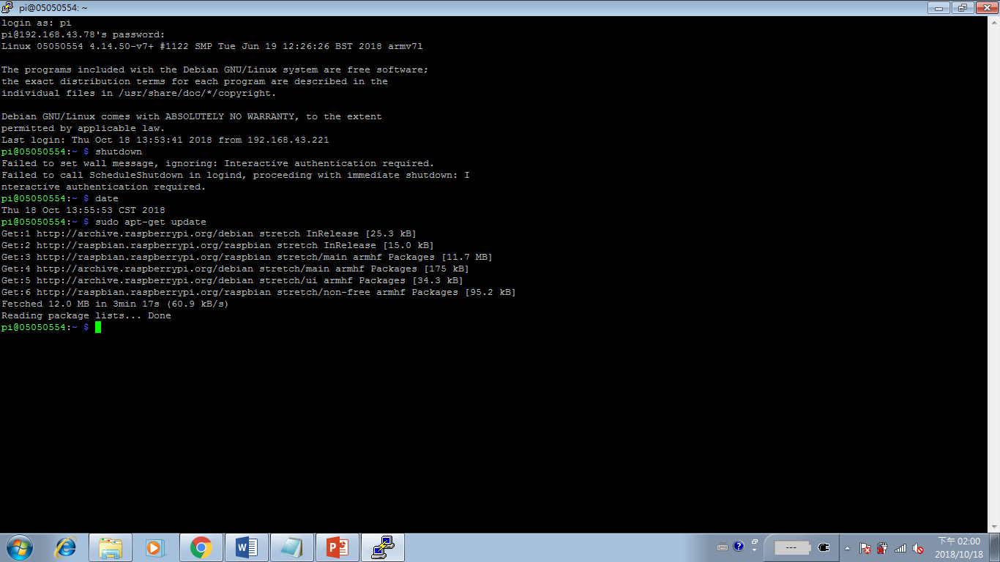 pi@05050554: ~
login as: pi
pi@192.168.43.78's password:
Linux 05050554 4.14.50-v7+ #1122 SMP Tue Jun 19 12:26:26 BST 2018 armv7l
The programs included with the Debian GNU/Linux system are free software;
the exact distribution terms for each program are described in the
individual files in /usr/share/doc/*/copyright.
Debian GNU/Linux comes with ABSOLUTELY NO WARRANTY, to the extent
permitted by applicable law.
Last login: Thu Oct 18 13:53:41 2018 from 192.168.43.221
pi@05050554:~ $ shutdown
Failed to set wall message, ignoring: Interactive authentication required.
Failed to call ScheduleShutdown in logind, proceeding with immediate shutdown: I
nteractive authentication required.
pi@05050554:~ $ date
Thu 18 Oct 13:55:53 CST 2018
pi@05050554:~ $ sudo apt-get update
Get:1 http://archive.raspberrypi.org/debian stretch InRelease [25.3 kB]
Get:2 http://raspbian.raspberrypi.org/raspbian stretch InRelease [15.0 kB]
Get:3 http://raspbian.raspberrypi.org/raspbian stretch/main armhf Packages [11.7 MB]
Get:4 http://archive.raspberrypi.org/debian stretch/main armhf Packages [175 kB]
Get:5 http://archive.raspberrypi.org/debian stretch/ui armhf Packages [34.3 kB]
Get:6 http://raspbian.raspberrypi.org/raspbian stretch/non-free armhf Packages [95.2 kB]
Fetched 12.0 MB in 3min 17s (60.9 kB/s)
Reading package lists... Done
pi@05050554:~ $
---
下午 02:00
2018/10/18